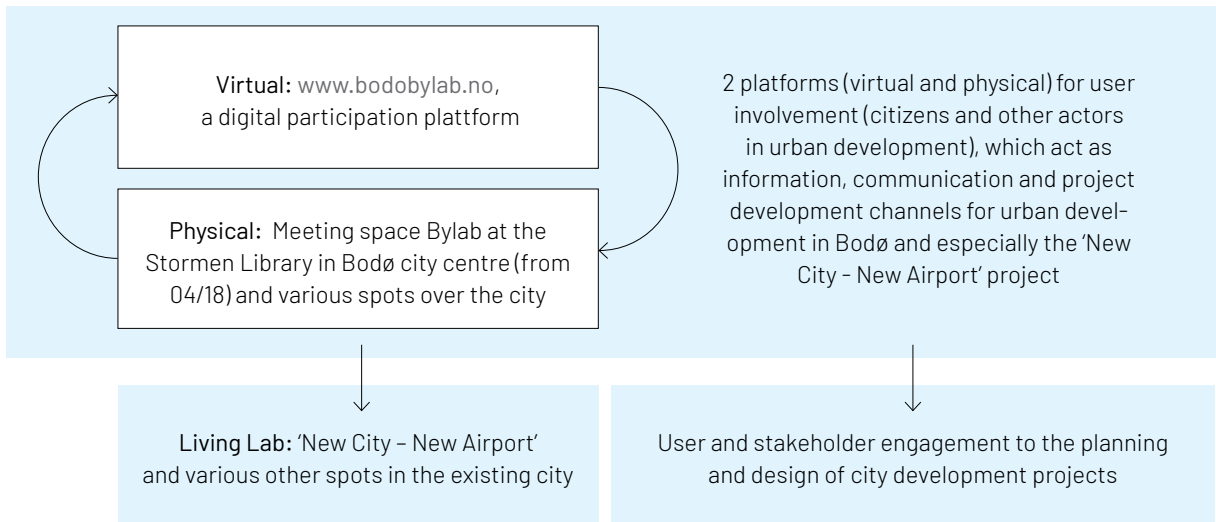 Virtual: www.bodobylab.no,
a digital participation plattform
Physical: Meeting space Bylab at the
Stormen Library in Bodø city centre (from
04/18) and various spots over the city
2 platforms (virtual and physical) for user
involvement (citizens and other actors
in urban development), which act as
information, communication and project
development channels for urban devel-
opment in Bodø and especially the ‘New
City - New Airport’ project
Living Lab: ‘New City – New Airport’
and various other spots in the existing city
User and stakeholder engagement to the planning
and design of city development projects